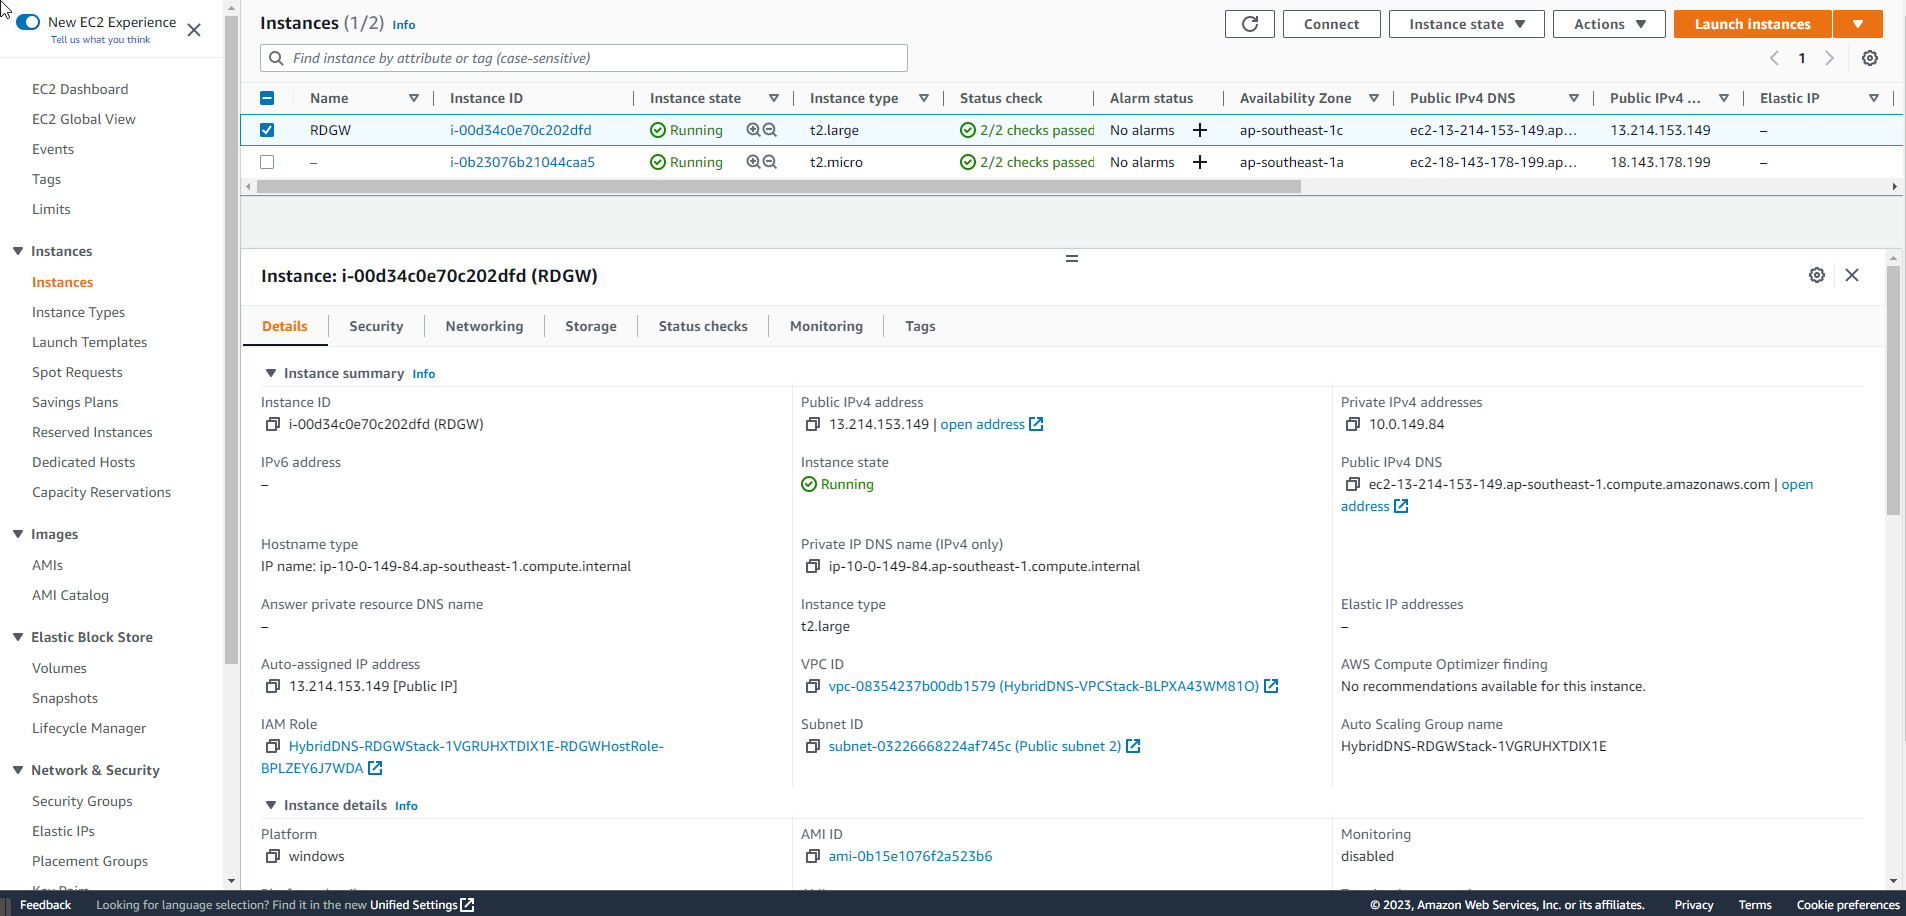 New EC2 Experience
Tell us what you think
EC2 Dashboard
EC2 Global View
Events
Tags
Limits
Instances
Instances
Instance Types
Launch Templates
Spot Requests
Savings Plans
Reserved Instances
Dedicated Hosts
Capacity Reservations
Images
AMIs
AMI Catalog
Elastic Block Store
Volumes
Snapshots
Lifecycle Manager
Network & Security
Security Groups
Elastic IPs
Placement Groups
Instances (1/2) Info
Connect
Instance state
Actions
Launch instances
Find instance by attribute or tag (case-sensitive)
1
Name Instance ID Instance state Instance type Status check Alarm status Availability Zone Public IPv4 DNS Public IPv4 ... Elastic IP
RDGW i-00d34c0e70c202dfd Running t2.large 2/2 checks passed No alarms + ap-southeast-1c ec2-13-214-153-149.ap... 13.214.153.149 –
– i-0b23076b21044caa5 Running t2.micro 2/2 checks passed No alarms + ap-southeast-1a ec2-18-143-178-199.ap... 18.143.178.199 –
Instance: i-00d34c0e70c202dfd (RDGW)
Details Security Networking Storage Status checks Monitoring Tags
Instance summary Info
Instance ID
i-00d34c0e70c202dfd (RDGW)
Public IPv4 address
13.214.153.149 | open address
Private IPv4 addresses
10.0.149.84
IPv6 address
–
Instance state
Running
Public IPv4 DNS
ec2-13-214-153-149.ap-southeast-1.compute.amazonaws.com | open
address
Hostname type
IP name: ip-10-0-149-84.ap-southeast-1.compute.internal
Private IP DNS name (IPv4 only)
ip-10-0-149-84.ap-southeast-1.compute.internal
Answer private resource DNS name
–
Instance type
t2.large
Elastic IP addresses
–
Auto-assigned IP address
13.214.153.149 [Public IP]
VPC ID
vpc-08354237b00db1579 (HybridDNS-VPCStack-BLPXA43WM81O)
AWS Compute Optimizer finding
No recommendations available for this instance.
IAM Role
HybridDNS-RDGWStack-1VGRUHXTDIX1E-RDGWHostRole-
BPLZEY6J7WDA
Subnet ID
subnet-03226668224af745c (Public subnet 2)
Auto Scaling Group name
HybridDNS-RDGWStack-1VGRUHXTDIX1E
Instance details Info
Platform
windows
AMI ID
ami-0b15e1076f2a523b6
Monitoring
disabled
Feedback Looking for language selection? Find it in the new Unified Settings
© 2023, Amazon Web Services, Inc. or its affiliates. Privacy Terms Cookie preferences